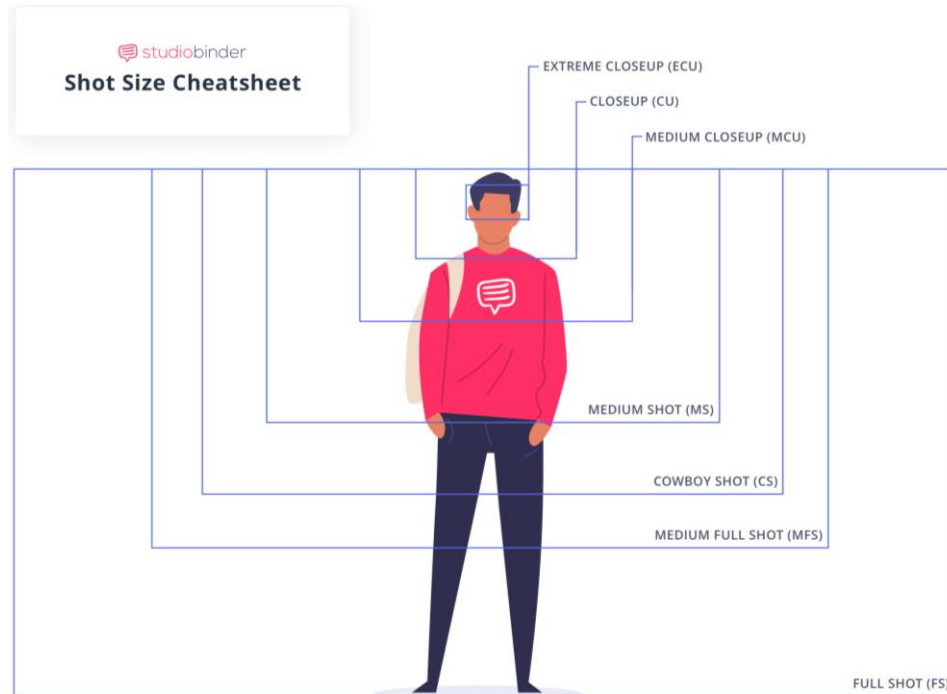 studiobinder
Shot Size Cheatsheet
EXTREME CLOSEUP (ECU)
CLOSEUP (CU)
MEDIUM CLOSEUP (MCU)
MEDIUM SHOT (MS)
COWBOY SHOT (CS)
MEDIUM FULL SHOT (MFS)
FULL SHOT (FS)